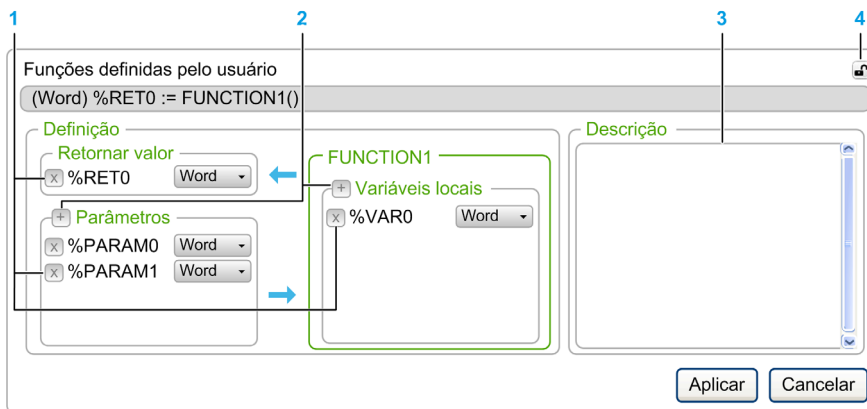 1 2 3 4
Funções definidas pelo usuário
(Word) %RET0 := FUNCTION1()
Definição
Descrição
Retornar valor
x %RET0 Word
FUNCTION1
+ Variáveis locais
x %VAR0 Word
+ Parâmetros
x %PARAM0 Word
x %PARAM1 Word
Aplicar Cancelar